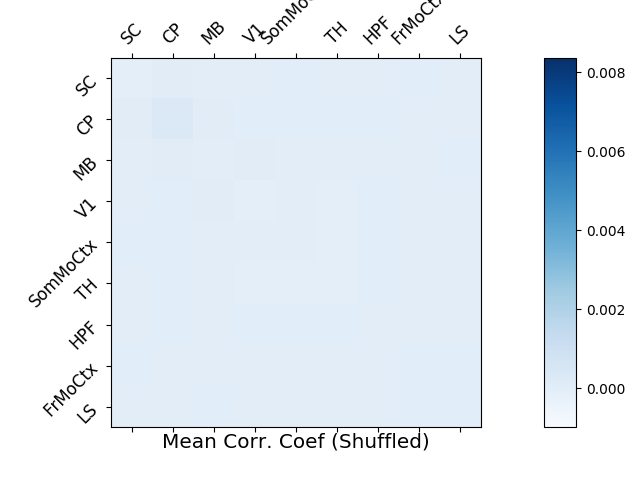 SC CP MB V1 TH HPF LS
SC
CP
MB
V1
SomMoCtx
TH
HPF
FrMoCtx
LS
Mean Corr. Coef (Shuffled)
0.008
0.006
0.004
0.002
0.000